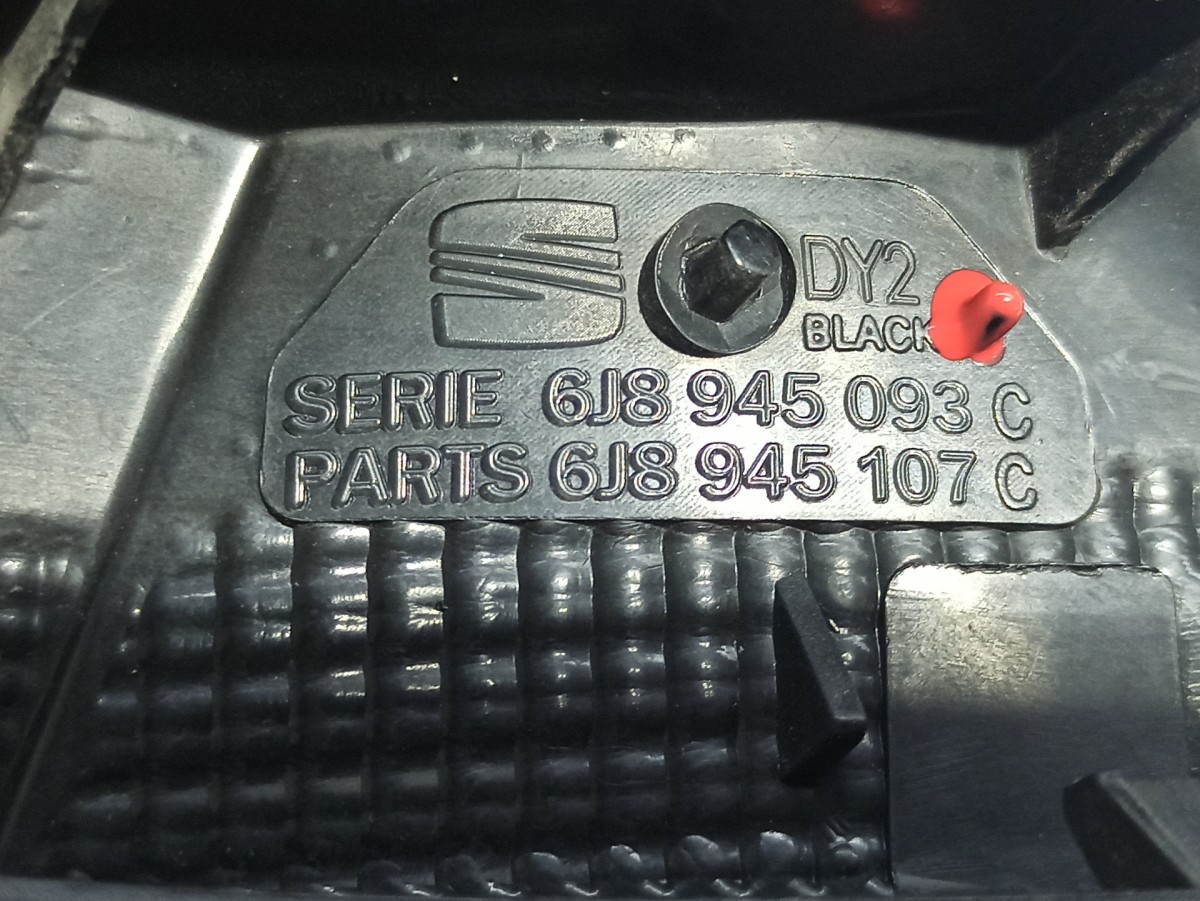 DY2
BLACK
SERIE 6J8 945 093 C
PARTS 6J8 945 107 C